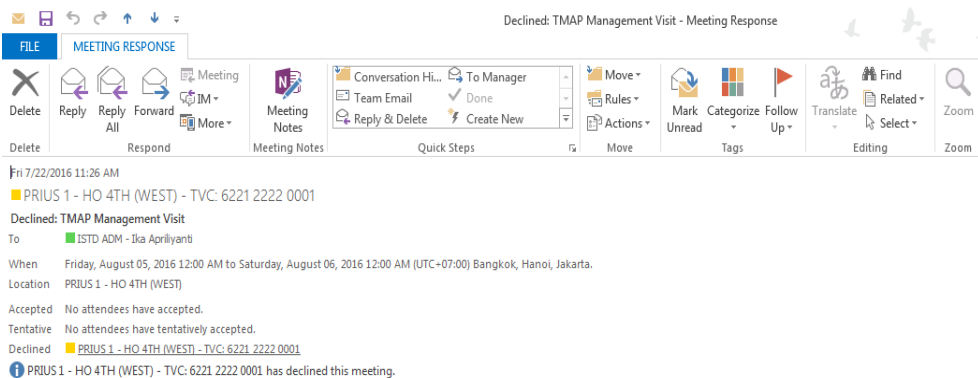 Declined: TMAP Management Visit - Meeting Response
FILE MEETING RESPONSE
Delete
Reply
Reply All
Forward
Meeting
IM
More
Meeting Notes
Conversation Hi...
To Manager
Team Email
Done
Reply & Delete
Create New
Move
Rules
Actions
Mark Unread
Categorize
Follow Up
Translate
Find
Related
Select
Zoom
Delete Respond Meeting Notes Quick Steps Move Tags Editing Zoom
Fri 7/22/2016 11:26 AM
PRIUS 1 - HO 4TH (WEST) - TVC: 6221 2222 0001
Declined: TMAP Management Visit
To ISTD ADM - Ika Apriliyanti
When Friday, August 05, 2016 12:00 AM to Saturday, August 06, 2016 12:00 AM (UTC+07:00) Bangkok, Hanoi, Jakarta.
Location PRIUS 1 - HO 4TH (WEST)
Accepted No attendees have accepted.
Tentative No attendees have tentatively accepted.
Declined PRIUS 1 - HO 4TH (WEST) - TVC: 6221 2222 0001
PRIUS 1 - HO 4TH (WEST) - TVC: 6221 2222 0001 has declined this meeting.